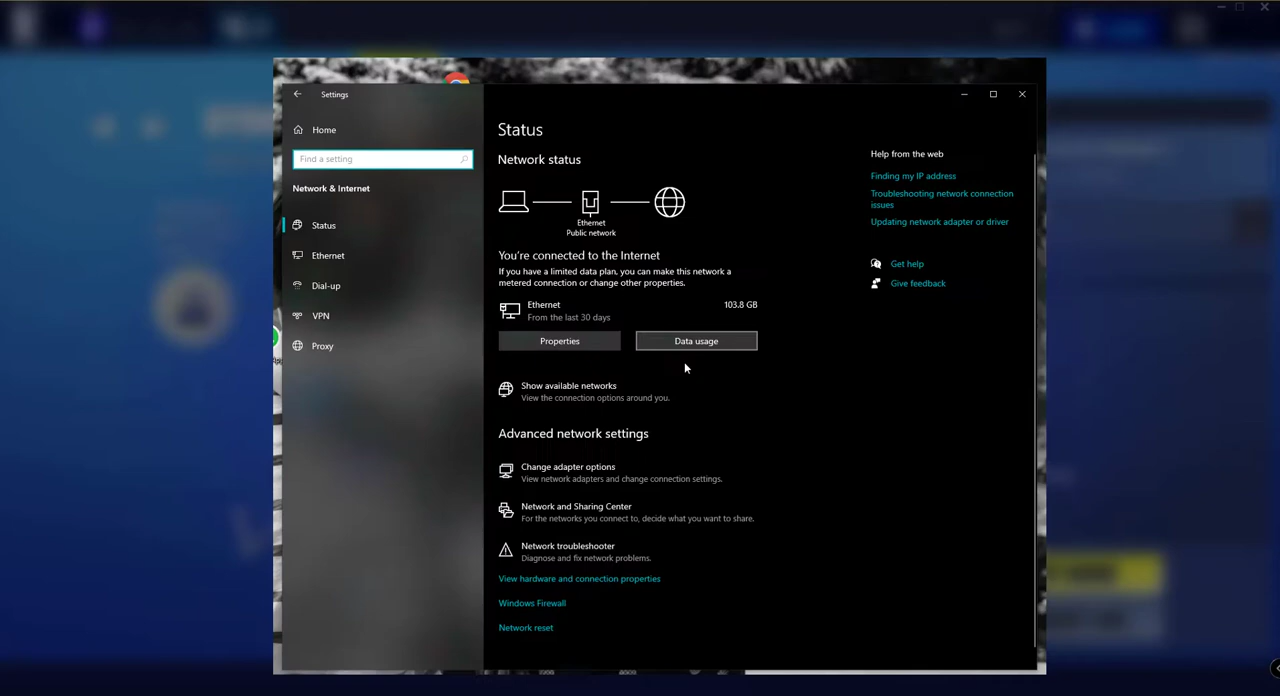 Settings
Home
Find a setting
Network & Internet
Status
Ethernet
Dial-up
VPN
Proxy
Status
Network status
Ethernet
Public network
You're connected to the Internet
If you have a limited data plan, you can make this network a
metered connection or change other properties.
Ethernet
103.8 GB
From the last 30 days
Properties
Data usage
Show available networks
View the connection options around you.
Advanced network settings
Change adapter options
View network adapters and change connection settings.
Network and Sharing Center
For the networks you connect to, decide what you want to share.
Network troubleshooter
Diagnose and fix network problems.
View hardware and connection properties
Windows Firewall
Network reset
Help from the web
Finding my IP address
Troubleshooting network connection
issues
Updating network adapter or driver
Get help
Give feedback